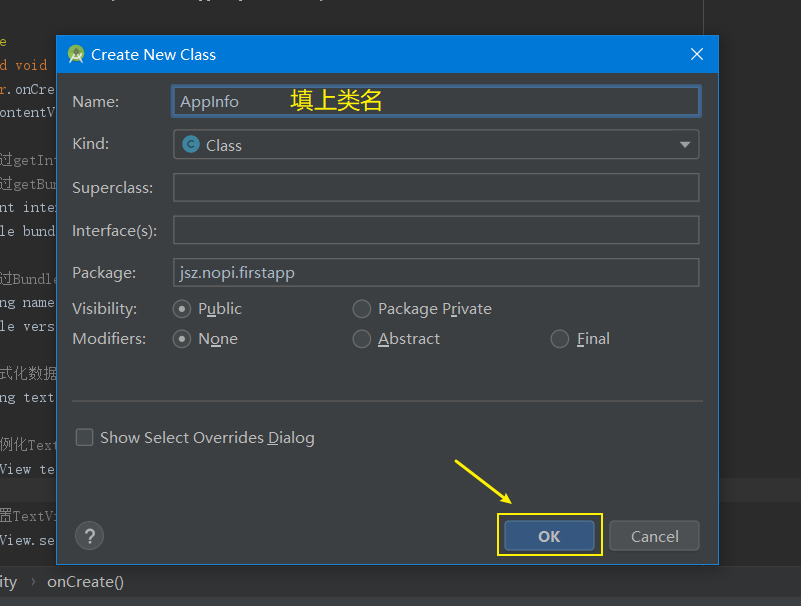 e
d void
r.onCre
ontentV
Create New Class
Name:
AppInfo
填上类名
Kind:
C Class
Superclass:
Interface(s):
Package:
jsz.nopi.firstapp
Visibility:
Public
Package Private
Modifiers:
None
Abstract
Final
Show Select Overrides Dialog
?
OK
Cancel
过getIn
过getBun
nt inte
le bund
过Bundle
ng name
le vers
式化数据
ng text
例化Text
View te
置TextVi
View.se
ity › onCreate()